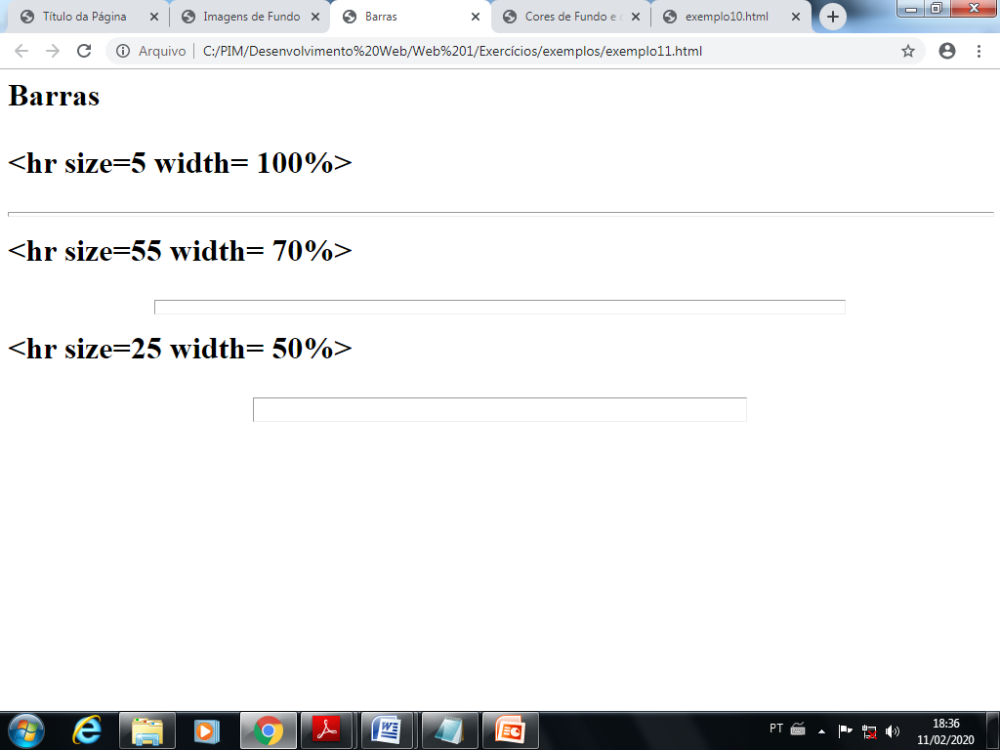 Título da Página
Imagens de Fundo
Barras
Cores de Fundo e
exemplo10.html
Arquivo | C:/PIM/Desenvolvimento%20Web/Web%201/Exercícios/exemplos/exemplo11.html
Barras
<hr size=5 width= 100%>
<hr size=55 width= 70%>
<hr size=25 width= 50%>
PT
18:36
11/02/2020